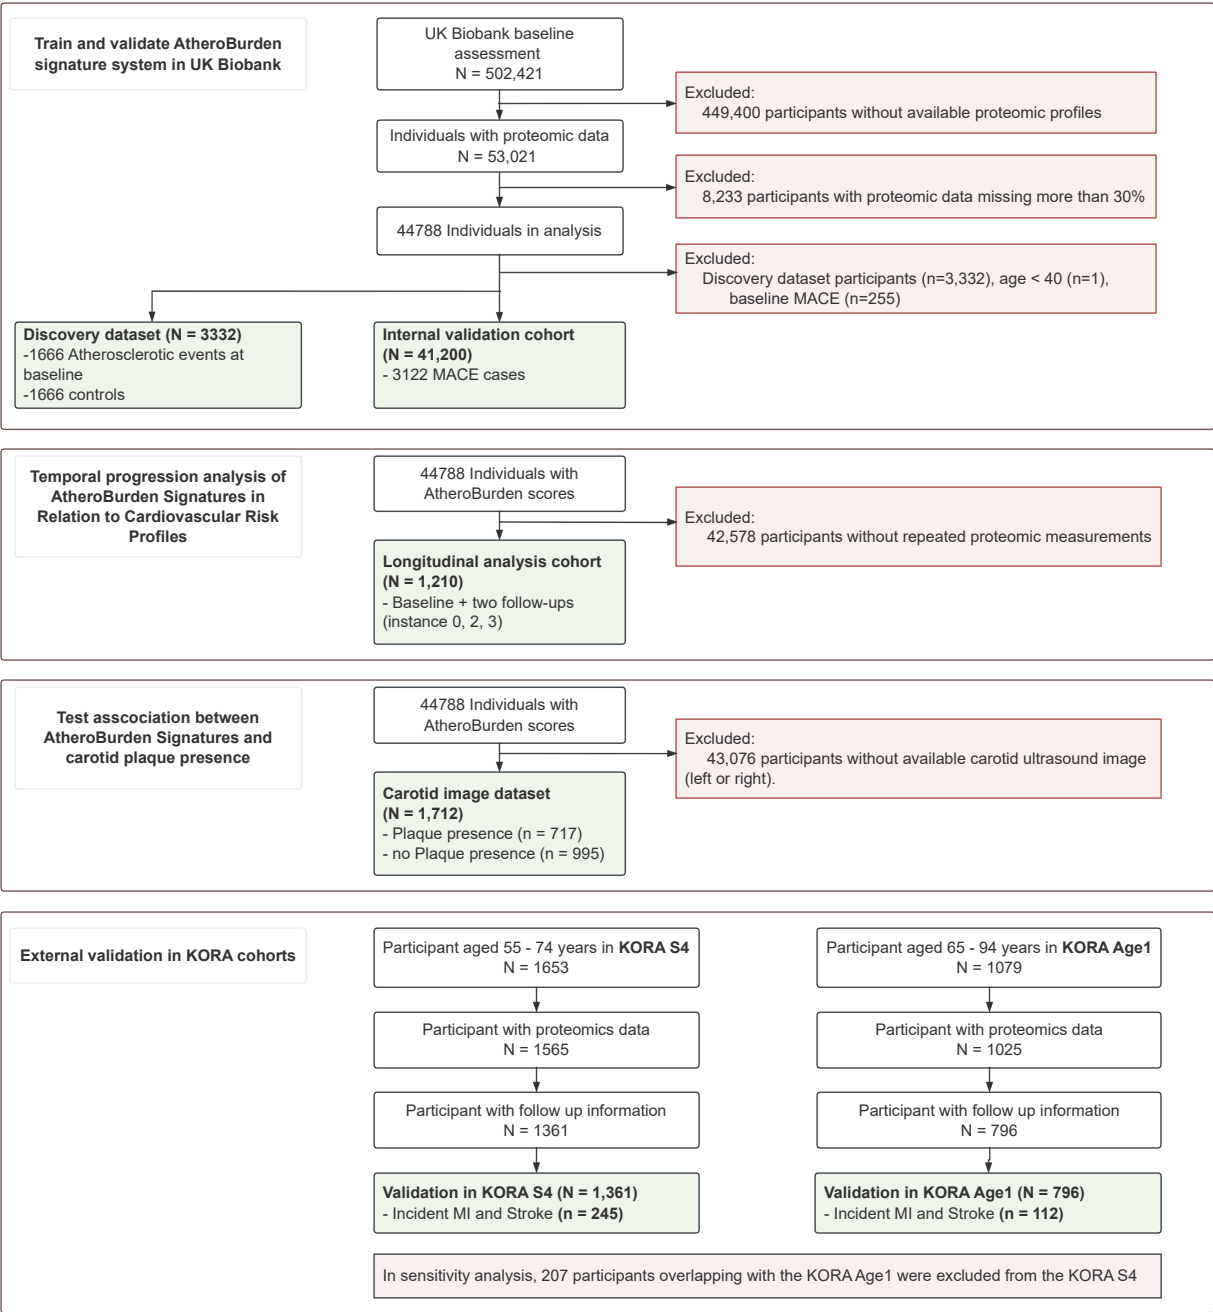 Train and validate AtheroBurden
signature system in UK Biobank
UK Biobank baseline
assessment
N = 502,421
Excluded:
449,400 participants without available proteomic profiles
Individuals with proteomic data
N = 53,021
Excluded:
8,233 participants with proteomic data missing more than 30%
44788 Individuals in analysis
Excluded:
Discovery dataset participants (n=3,332), age < 40 (n=1),
baseline MACE (n=255)
Discovery dataset (N = 3332)
-1666 Atherosclerotic events at
baseline
-1666 controls
Internal validation cohort
(N = 41,200)
- 3122 MACE cases
Temporal progression analysis of
AtheroBurden Signatures in
Relation to Cardiovascular Risk
Profiles
44788 Individuals with
AtheroBurden scores
Excluded:
42,578 participants without repeated proteomic measurements
Longitudinal analysis cohort
(N = 1,210)
- Baseline + two follow-ups
(instance 0, 2, 3)
Test asscociation between
AtheroBurden Signatures and
carotid plaque presence
44788 Individuals with
AtheroBurden scores
Excluded:
43,076 participants without available carotid ultrasound image
(left or right).
Carotid image dataset
(N = 1,712)
- Plaque presence (n = 717)
- no Plaque presence (n = 995)
External validation in KORA cohorts
Participant aged 55 - 74 years in KORA S4
N = 1653
Participant aged 65 - 94 years in KORA Age1
N = 1079
Participant with proteomics data
N = 1565
Participant with proteomics data
N = 1025
Participant with follow up information
N = 1361
Participant with follow up information
N = 796
Validation in KORA S4 (N = 1,361)
- Incident MI and Stroke (n = 245)
Validation in KORA Age1 (N = 796)
- Incident MI and Stroke (n = 112)
In sensitivity analysis, 207 participants overlapping with the KORA Age1 were excluded from the KORA S4